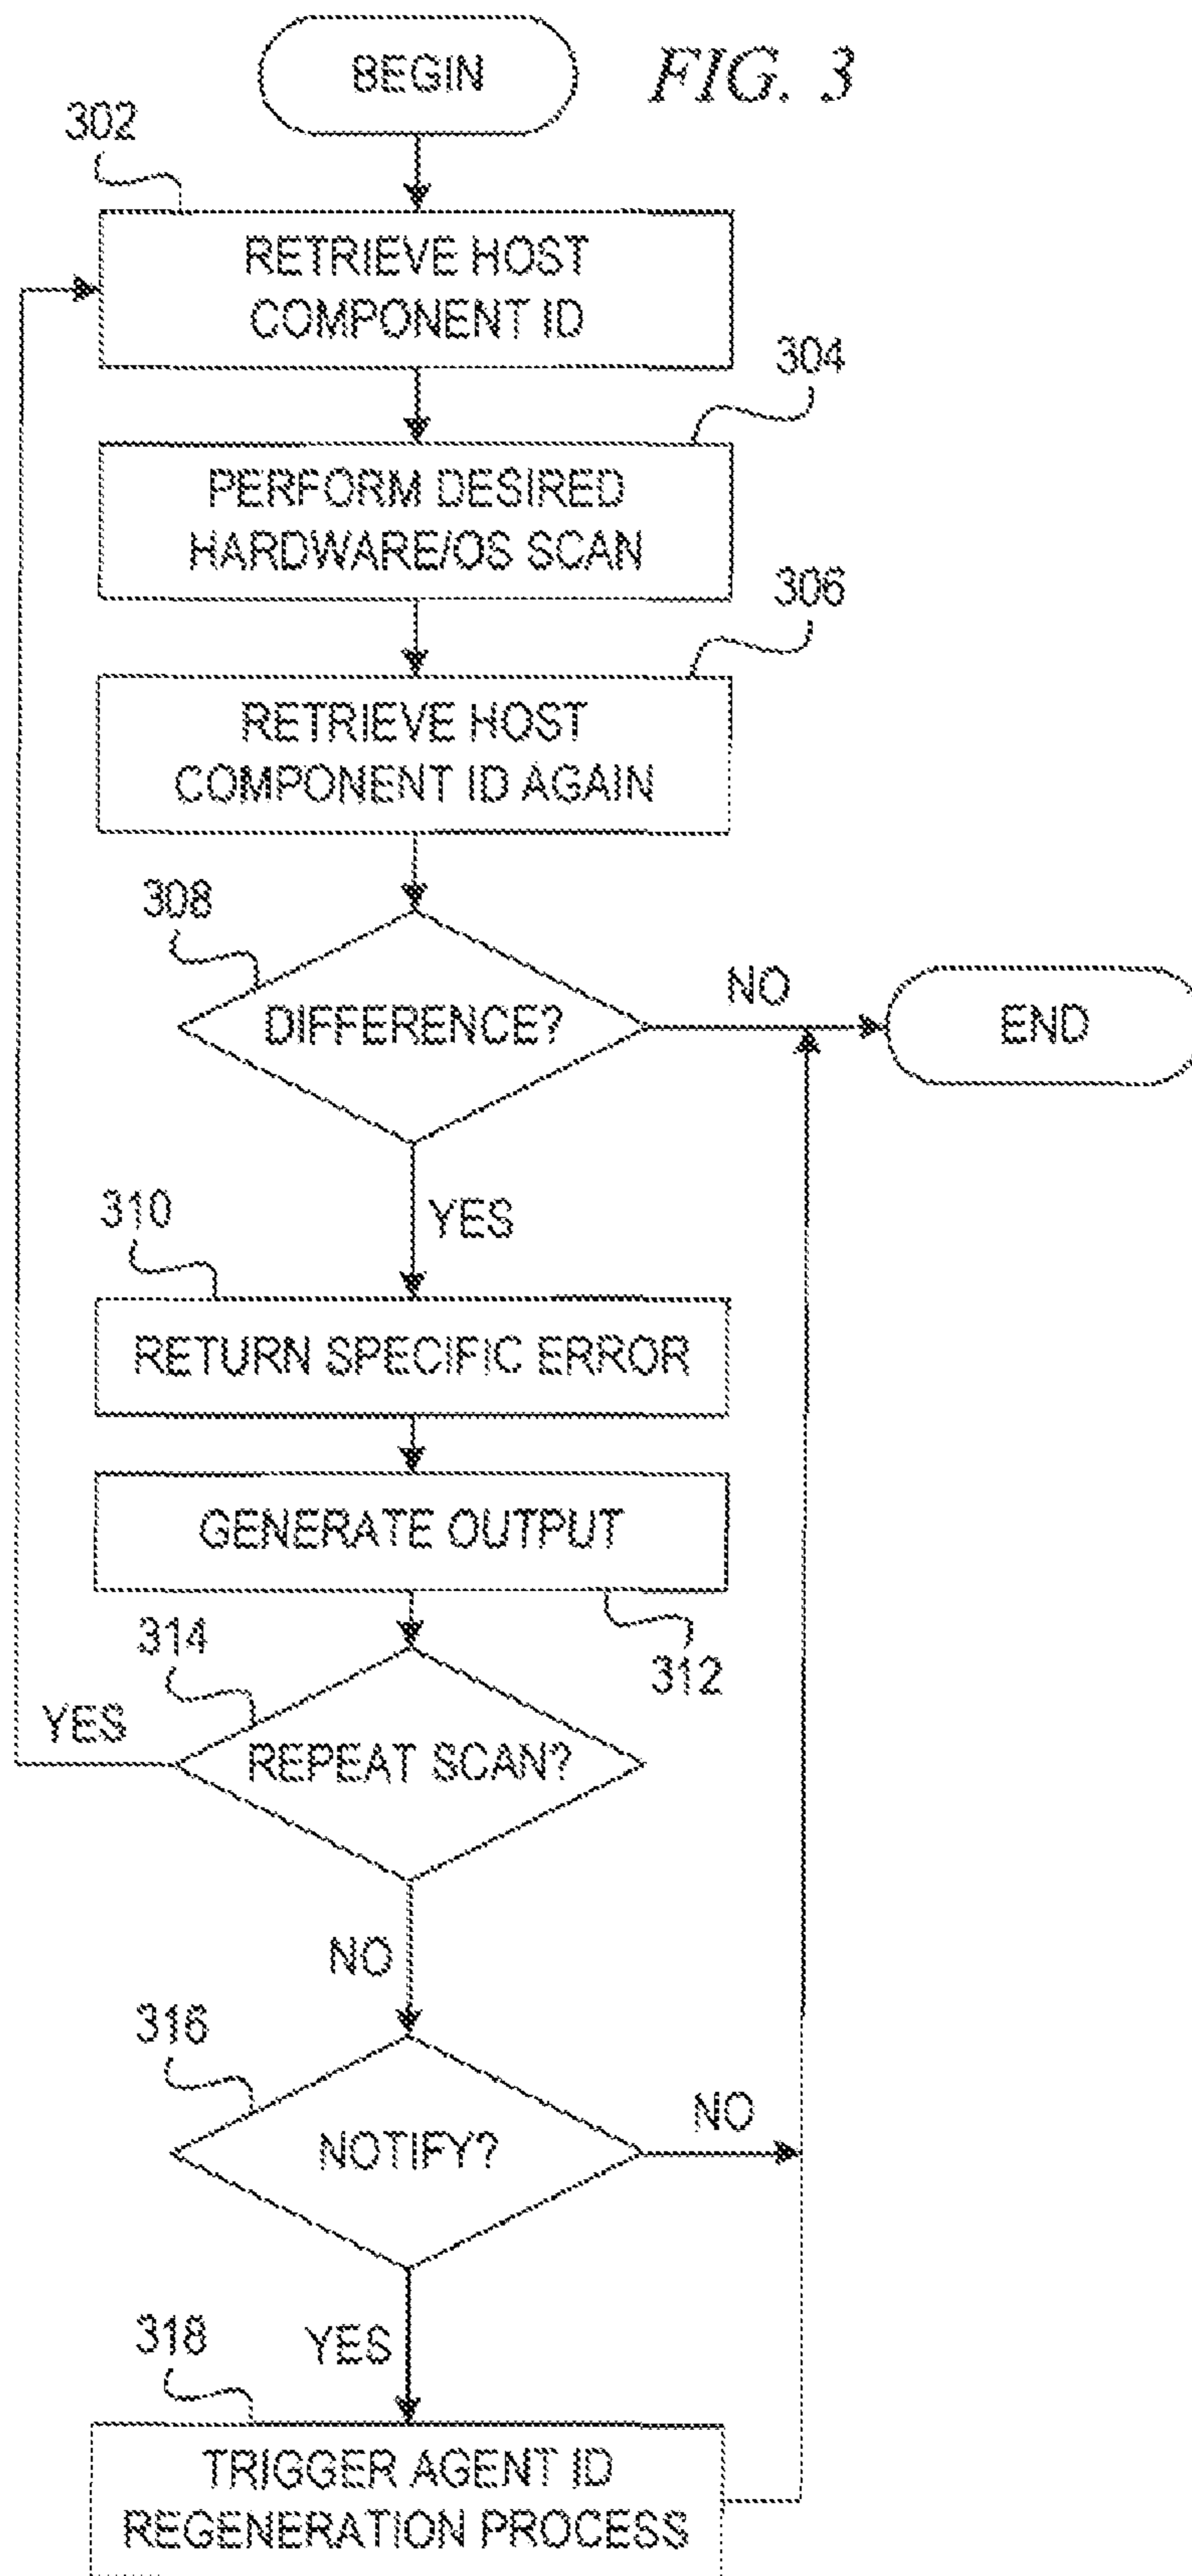 BEGIN
FIG. 3
302
RETRIEVE HOST
COMPONENT ID
304
PERFORM DESIRED
HARDWARE/OS SCAN
306
RETRIEVE HOST
COMPONENT ID AGAIN
308
DIFFERENCE?
NO
END
YES
310
RETURN SPECIFIC ERROR
GENERATE OUTPUT
312
314
YES
REPEAT SCAN?
NO
316
NOTIFY?
NO
YES
318
TRIGGER AGENT ID
REGENERATION PROCESS